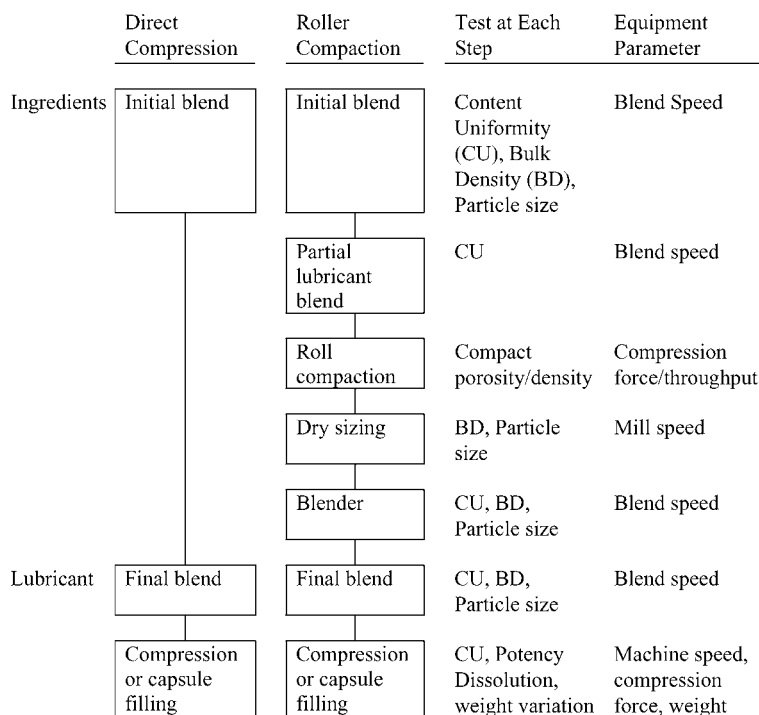 Direct Compression
Roller Compaction
Test at Each Step
Equipment Parameter
Ingredients
Initial blend
Initial blend
Content
Uniformity
(CU), Bulk
Density (BD),
Particle size
Blend Speed
Partial
lubricant
blend
CU
Blend speed
Roll
compaction
Compact
porosity/density
Compression
force/throughput
Dry sizing
BD, Particle
size
Mill speed
Blender
CU, BD,
Particle size
Blend speed
Lubricant
Final blend
Final blend
CU, BD,
Particle size
Blend speed
Compression
or capsule
filling
Compression
or capsule
filling
CU, Potency
Dissolution,
weight variation
Machine speed,
compression
force, weight